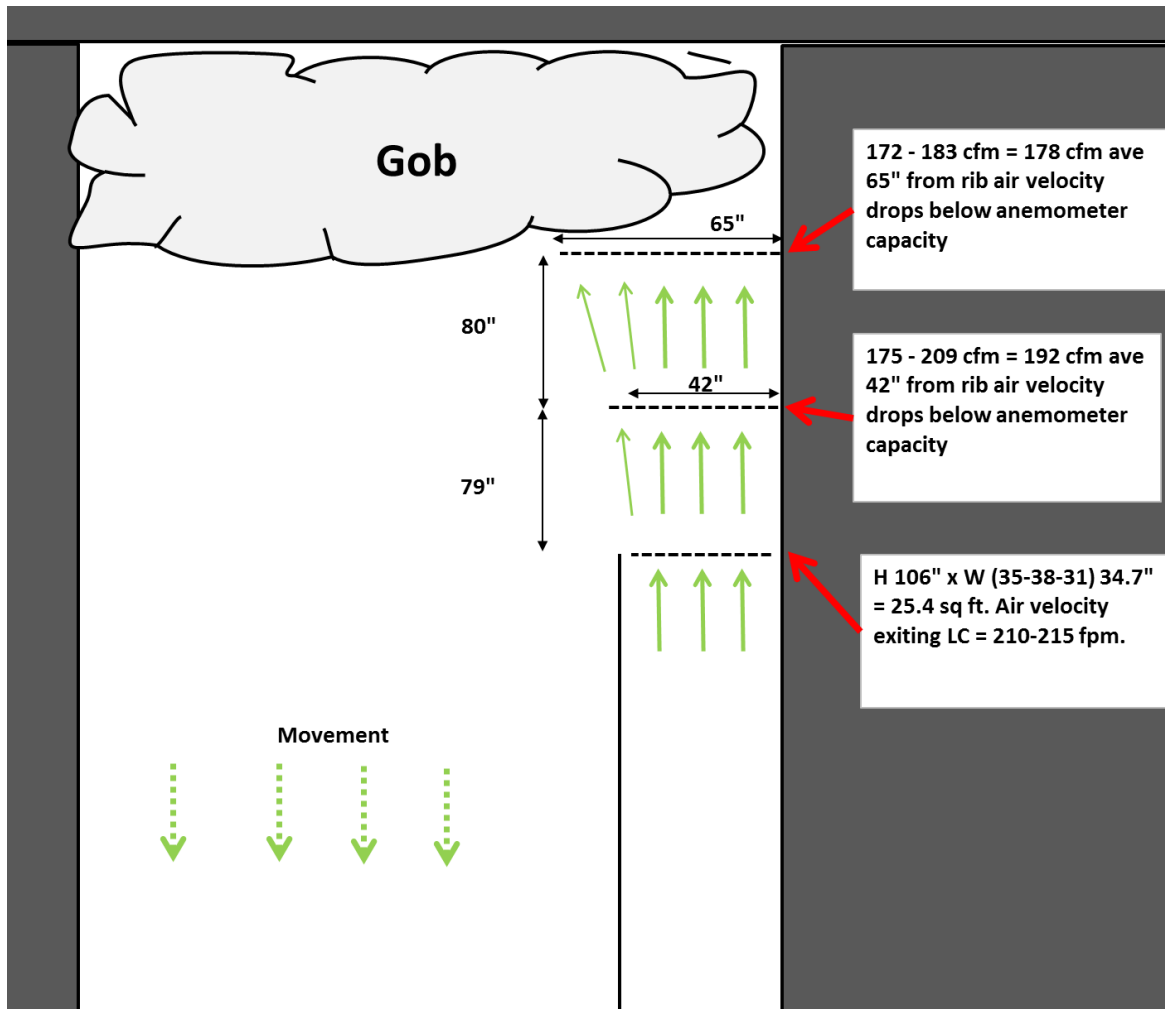 Gob
172 - 183 cfm = 178 cfm ave
65" from rib air velocity
drops below anemometer
capacity
65"
80"
175 - 209 cfm = 192 cfm ave
42" from rib air velocity
drops below anemometer
capacity
42"
79"
H 106" x W (35-38-31) 34.7"
= 25.4 sq ft. Air velocity
exiting LC = 210-215 fpm.
Movement